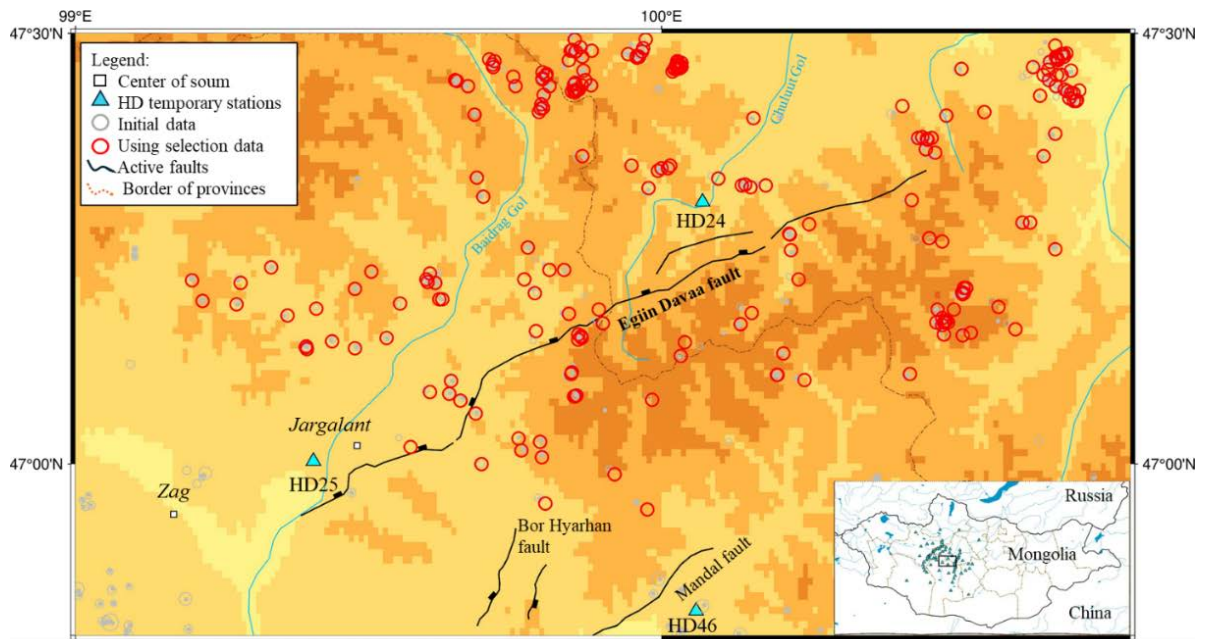 99°E
100°E
47°30'N
47°30'N
Legend:
Center of soum
HD temporary stations
Initial data
Using selection data
Active faults
Border of provinces
Chuluut Gol
Baidrag Gol
HD24
Egiin Davaa fault
Jargalant
47°00'N
47°00'N
HD25
Zag
Bor Hyarhan
fault
Mandal fault
HD46
Russia
Mongolia
Chína